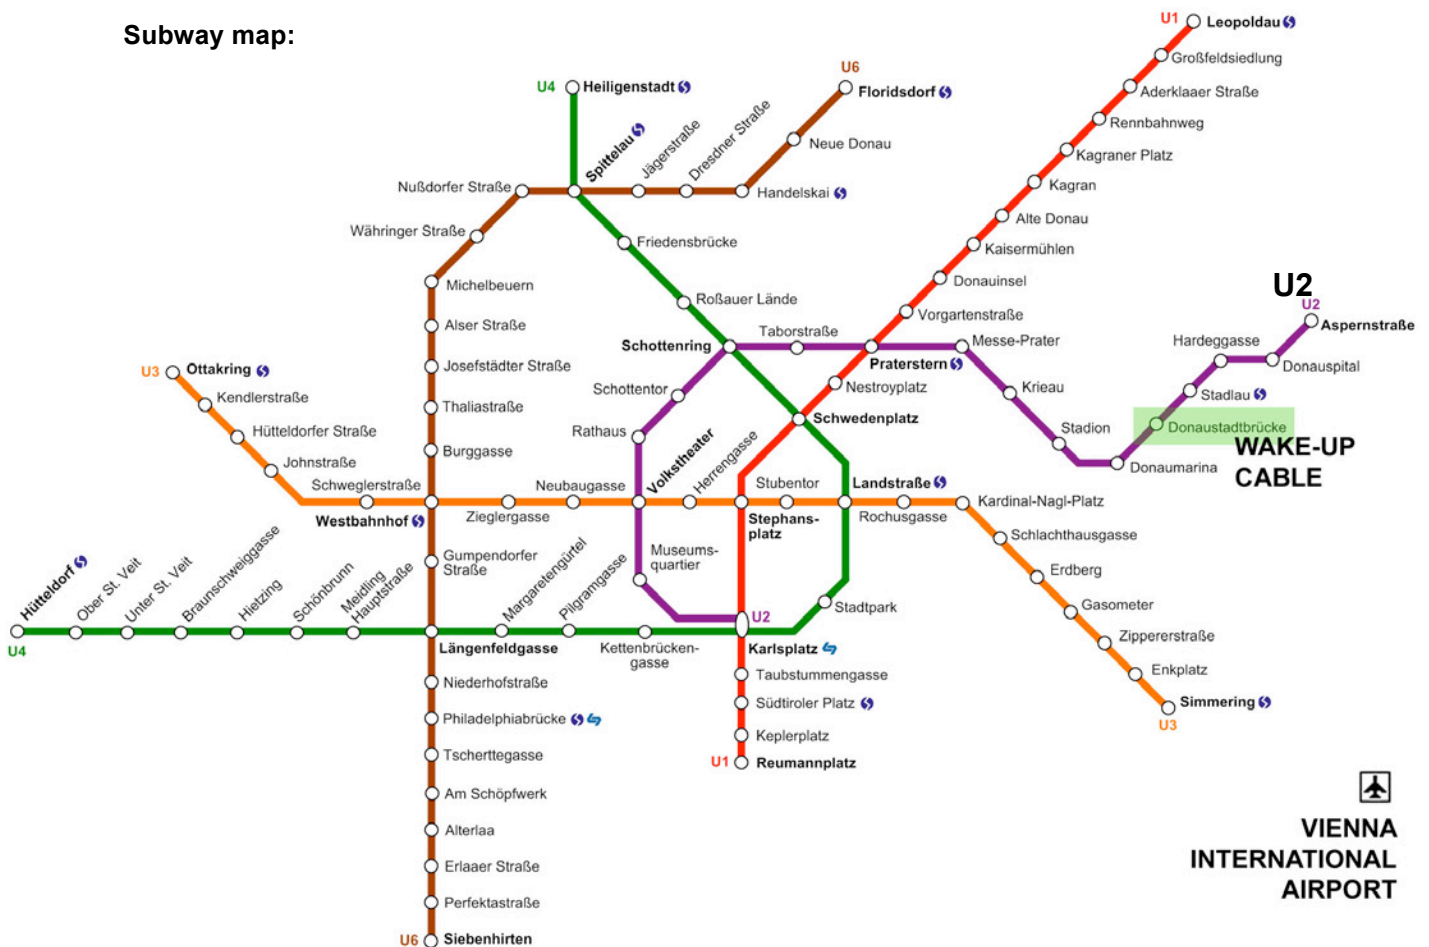 Subway map:
U1
Leopoldau
Großfeldsiedlung
Aderklaaer Straße
Rennbahnweg
Kagraner Platz
Kagran
Alte Donau
Kaisermühlen
Donauinsel
Vorgartenstraße
Praterstern
Nestroyplatz
Schwedenplatz
Stephans-
platz
Karlsplatz
Taubstummengasse
Südtiroler Platz
Keplerplatz
U1
Reumannplatz
U4
Heiligenstadt
Spittelau
Friedensbrücke
Roßauer Lände
Schottenring
Landstraße
Stadtpark
Kettenbrücken-
gasse
Pilgramgasse
Margaretengürtel
Längenfeldgasse
Meidling
Hauptstraße
Schönbrunn
Hietzing
Braunschweiggasse
Unter St. Veit
Ober St. Veit
Hütteldorf
U4
U6
Floridsdorf
Neue Donau
Handelskai
Dresdner Straße
Jägerstraße
Nußdorfer Straße
Währinger Straße
Michelbeuern
Alser Straße
Josefstädter Straße
Thaliastraße
Burggasse
Westbahnhof
Gumpendorfer
Straße
Niederhofstraße
Philadelphiabrücke
Tscherttegasse
Am Schöpfwerk
Alterlaa
Erlaaer Straße
Perfektastraße
U6
Siebenhirten
U3
Ottakring
Kendlerstraße
Hütteldorfer Straße
Johnstraße
Schweglerstraße
Zieglergasse
Neubaugasse
Volkstheater
Herrengasse
Stubentor
Rochusgasse
Kardinal-Nagl-Platz
Schlachthausgasse
Erdberg
Gasometer
Zippererstraße
Enkplatz
Simmering
U3
U2
U2
Aspernstraße
Donauspital
Hardeggasse
Stadlau
Donaustadtbrücke
WAKE-UP
CABLE
Donaumarina
Stadion
Krieau
Messe-Prater
Taborstraße
Schottentor
Rathaus
Museums-
quartier
U2
VIENNA
INTERNATIONAL
AIRPORT